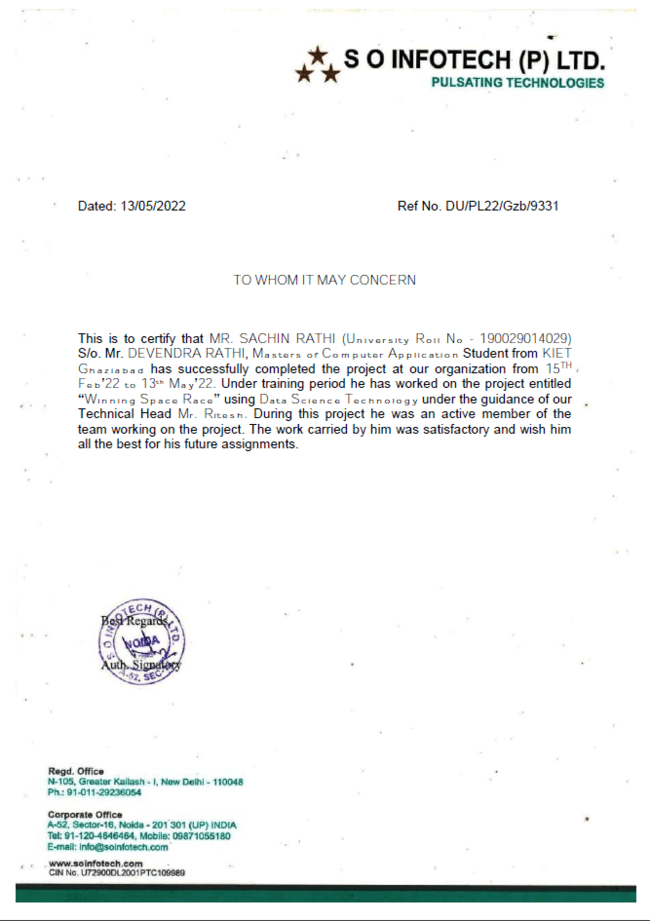 S O INFOTECH (P) LTD.
PULSATING TECHNOLOGIES
Dated: 13/05/2022
Ref No. DU/PL22/Gzb/9331
TO WHOM IT MAY CONCERN
This is to certify that MR. SACHIN RATHI (University Roll No - 190029014029)
S/o. Mr. DEVENDRA RATHI, Masters of Computer Application Student from KIET
Ghaziabad has successfully completed the project at our organization from 15TH
Feb'22 to 13th May'22. Under training period he has worked on the project entitled
“Winning Space Race” using Data Science Technology under the guidance of our
Technical Head Mr. Ritesh. During this project he was an active member of the
team working on the project. The work carried by him was satisfactory and wish him
all the best for his future assignments.
S O INFOTECH (P) LTD.
Best Regards,
NOIDA
Auth. Signatory
A-52, SEC-
Regd. Office
N-105, Greater Kailash - I, New Delhi - 110048
Ph.: 91-011-29236054
Corporate Office
A-52, Sector-16, Noida - 201 301 (UP) INDIA
Tel: 91-120-4646464, Mobile: 09871055180
E-mail: info@soinfotech.com
www.soinfotech.com
CIN No. U72900DL2001PTC109989